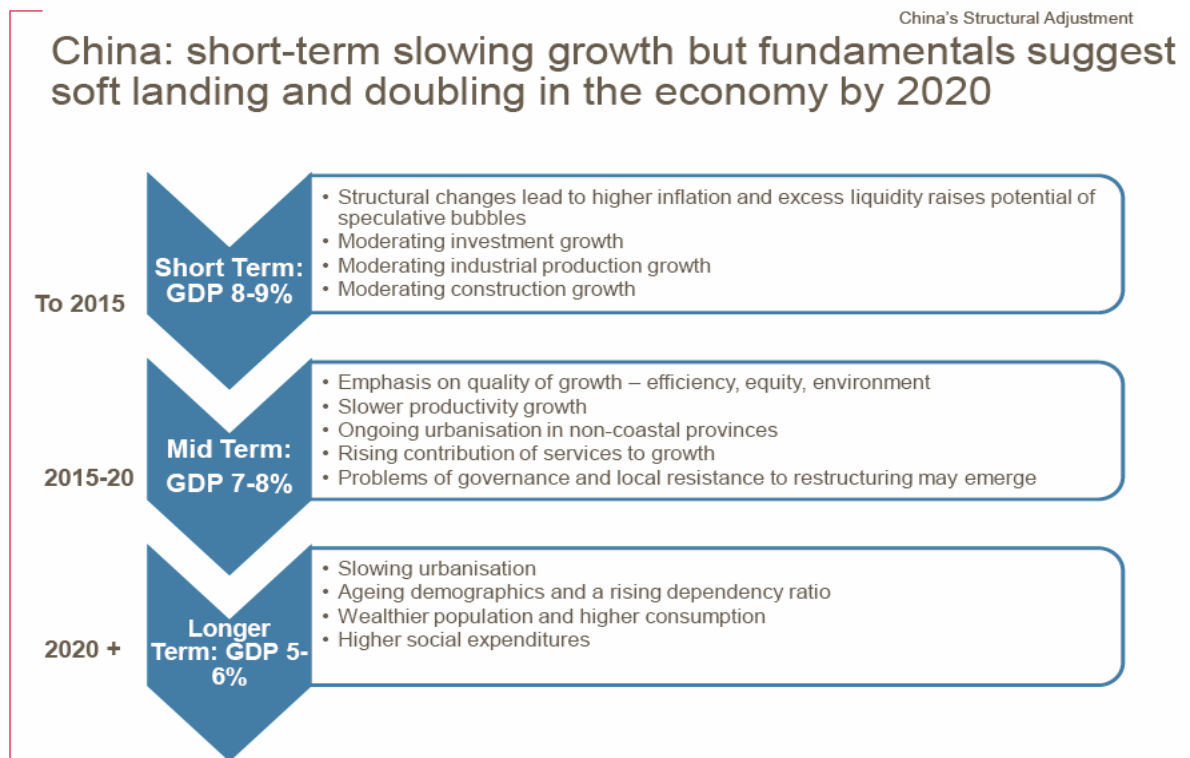 China's Structural Adjustment
China: short-term slowing growth but fundamentals suggest
soft landing and doubling in the economy by 2020
To 2015
Short Term:
GDP 8-9%
• Structural changes lead to higher inflation and excess liquidity raises potential of
speculative bubbles
• Moderating investment growth
• Moderating industrial production growth
• Moderating construction growth
2015-20
Mid Term:
GDP 7-8%
• Emphasis on quality of growth – efficiency, equity, environment
• Slower productivity growth
• Ongoing urbanisation in non-coastal provinces
• Rising contribution of services to growth
• Problems of governance and local resistance to restructuring may emerge
2020 +
Longer
Term: GDP 5-
6%
• Slowing urbanisation
• Ageing demographics and a rising dependency ratio
• Wealthier population and higher consumption
• Higher social expenditures